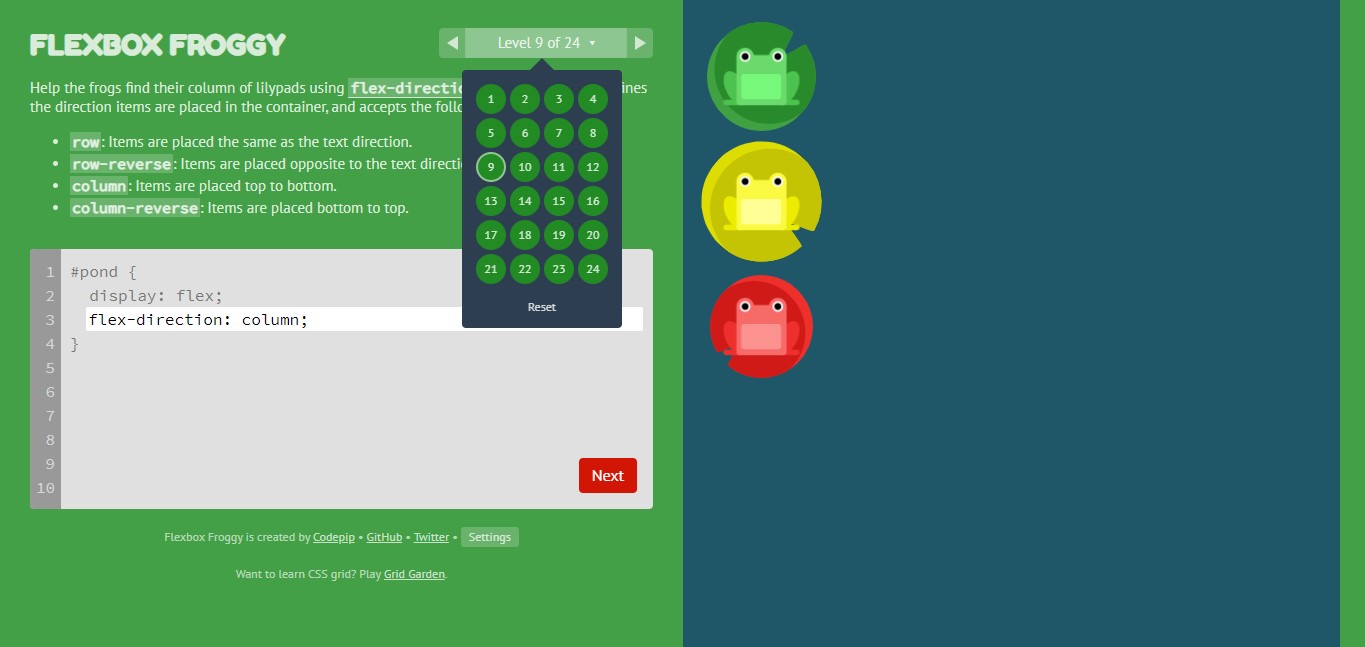 FLEXBOX FROGGY
Level 9 of 24
Help the frogs find their column of lilypads using flex-directi
ines
the direction items are placed in the container, and accepts the foll
row: Items are placed the same as the text direction.
row-reverse: Items are placed opposite to the text directi
column: Items are placed top to bottom.
column-reverse: Items are placed bottom to top.
1 2 3 4
5 6 7 8
9 10 11 12
13 14 15 16
17 18 19 20
21 22 23 24
Reset
1 #pond {
2 display: flex;
3 flex-direction: column;
4 }
5
6
7
8
9
10
Next
Flexbox Froggy is created by Codepip • GitHub • Twitter • Settings
Want to learn CSS grid? Play Grid Garden.